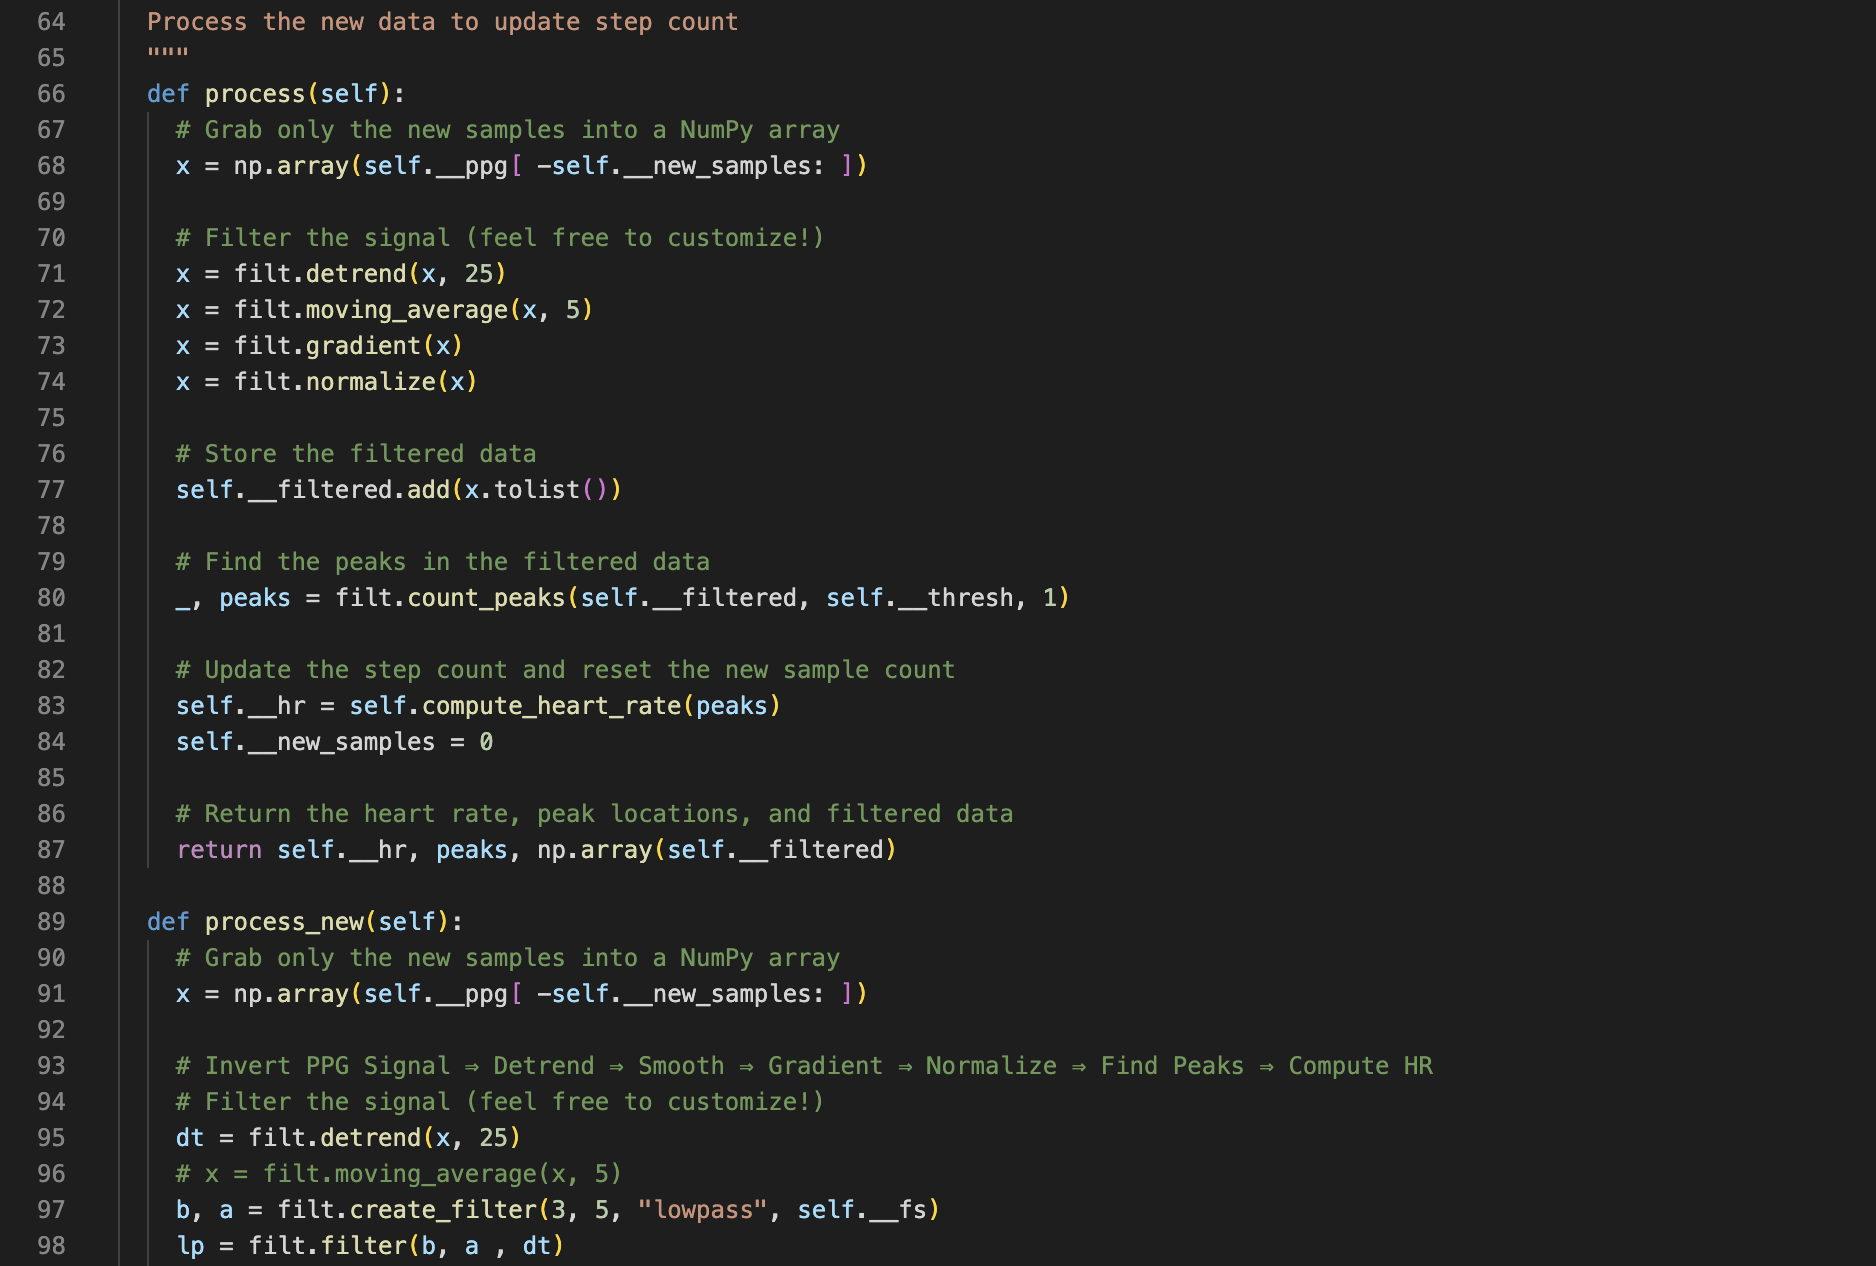 64 Process the new data to update step count
65 """
66 def process(self):
67 # Grab only the new samples into a NumPy array
68 x = np.array(self.__ppg[ -self.__new_samples: ])
69
70 # Filter the signal (feel free to customize!)
71 x = filt.detrend(x, 25)
72 x = filt.moving_average(x, 5)
73 x = filt.gradient(x)
74 x = filt.normalize(x)
75
76 # Store the filtered data
77 self.__filtered.add(x.tolist())
78
79 # Find the peaks in the filtered data
80 _, peaks = filt.count_peaks(self.__filtered, self.__thresh, 1)
81
82 # Update the step count and reset the new sample count
83 self.__hr = self.compute_heart_rate(peaks)
84 self.__new_samples = 0
85
86 # Return the heart rate, peak locations, and filtered data
87 return self.__hr, peaks, np.array(self.__filtered)
88
89 def process_new(self):
90 # Grab only the new samples into a NumPy array
91 x = np.array(self.__ppg[ -self.__new_samples: ])
92
93 # Invert PPG Signal ⇒ Detrend ⇒ Smooth ⇒ Gradient ⇒ Normalize ⇒ Find Peaks ⇒ Compute HR
94 # Filter the signal (feel free to customize!)
95 dt = filt.detrend(x, 25)
96 # x = filt.moving_average(x, 5)
97 b, a = filt.create_filter(3, 5, "lowpass", self.__fs)
98 lp = filt.filter(b, a , dt)